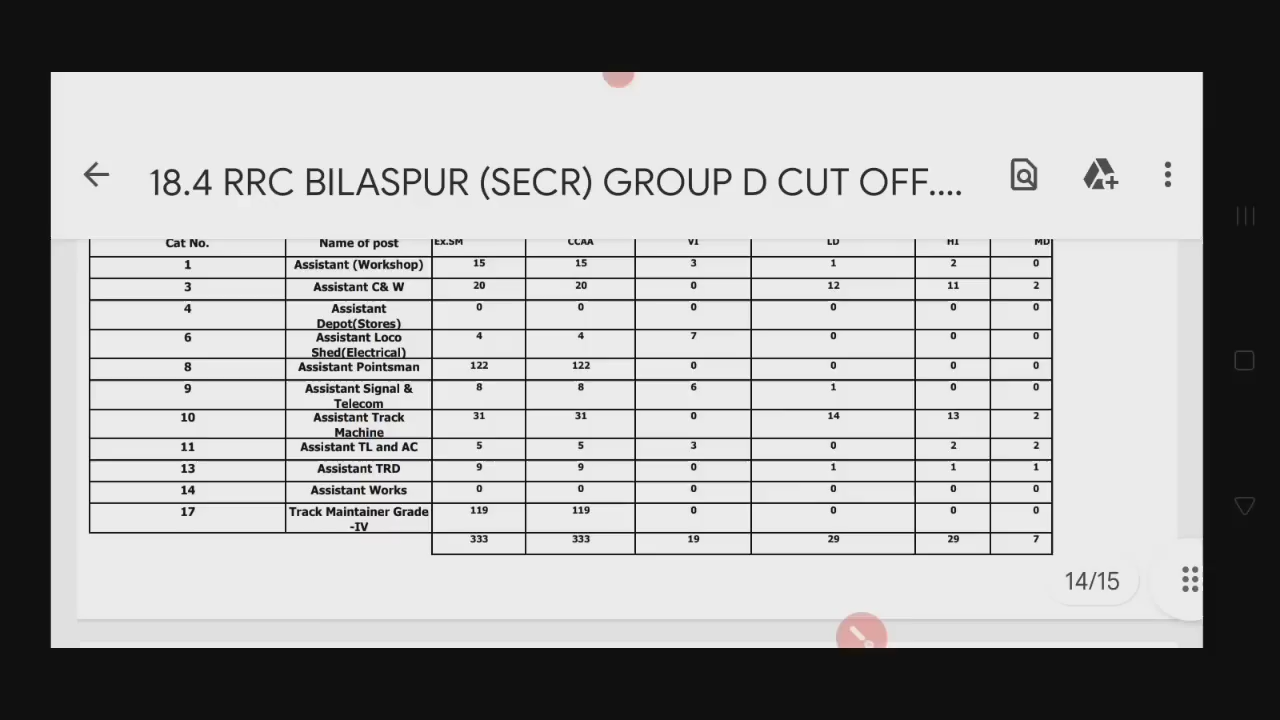 18.4 RRC BILASPUR (SECR) GROUP D CUT OFF....
Cat No. Name of post Ex.SM CCAA VI LD HI MD
1 Assistant (Workshop) 15 15 3 1 2 0
3 Assistant C& W 20 20 0 12 11 2
4 Assistant Depot(Stores) 0 0 0 0 0 0
6 Assistant Loco Shed(Electrical) 4 4 7 0 0 0
8 Assistant Pointsman 122 122 0 0 0 0
9 Assistant Signal & Telecom 8 8 6 1 0 0
10 Assistant Track Machine 31 31 0 14 13 2
11 Assistant TL and AC 5 5 3 0 2 2
13 Assistant TRD 9 9 0 1 1 1
14 Assistant Works 0 0 0 0 0 0
17 Track Maintainer Grade -IV 119 119 0 0 0 0
333 333 19 29 29 7
14/15